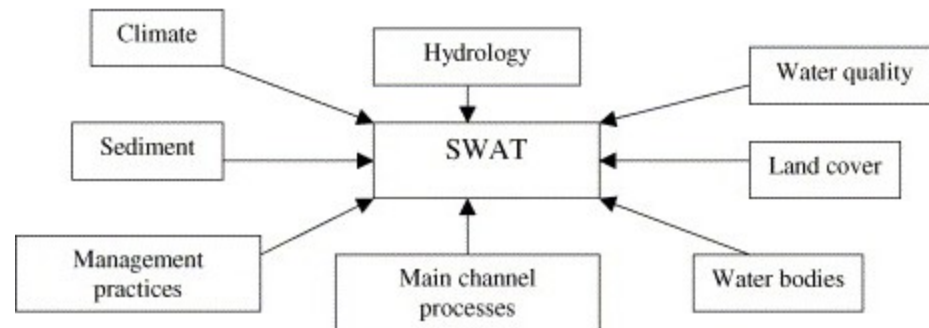 Climate
Hydrology
Water quality
Sediment
SWAT
Land cover
Management
practices
Main channel
processes
Water bodies